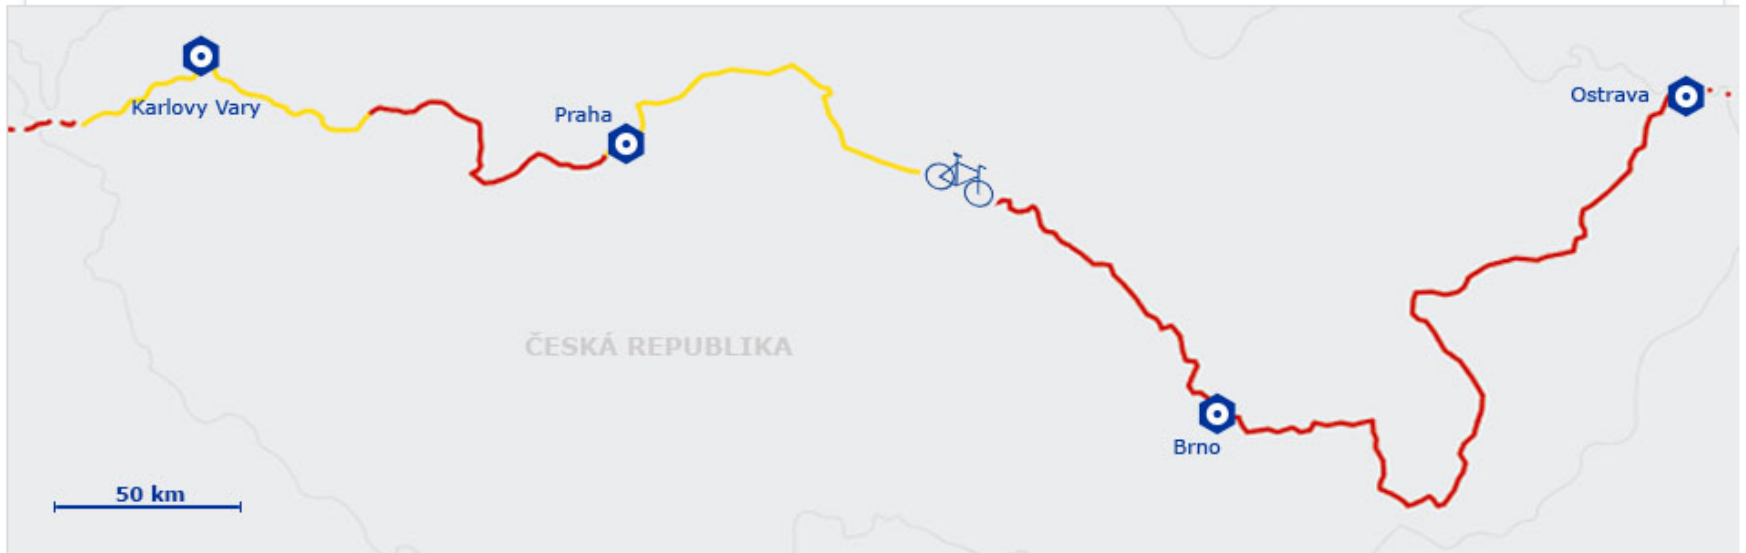 Karlovy Vary
Praha
Ostrava
ČESKÁ REPUBLIKA
Brno
50 km